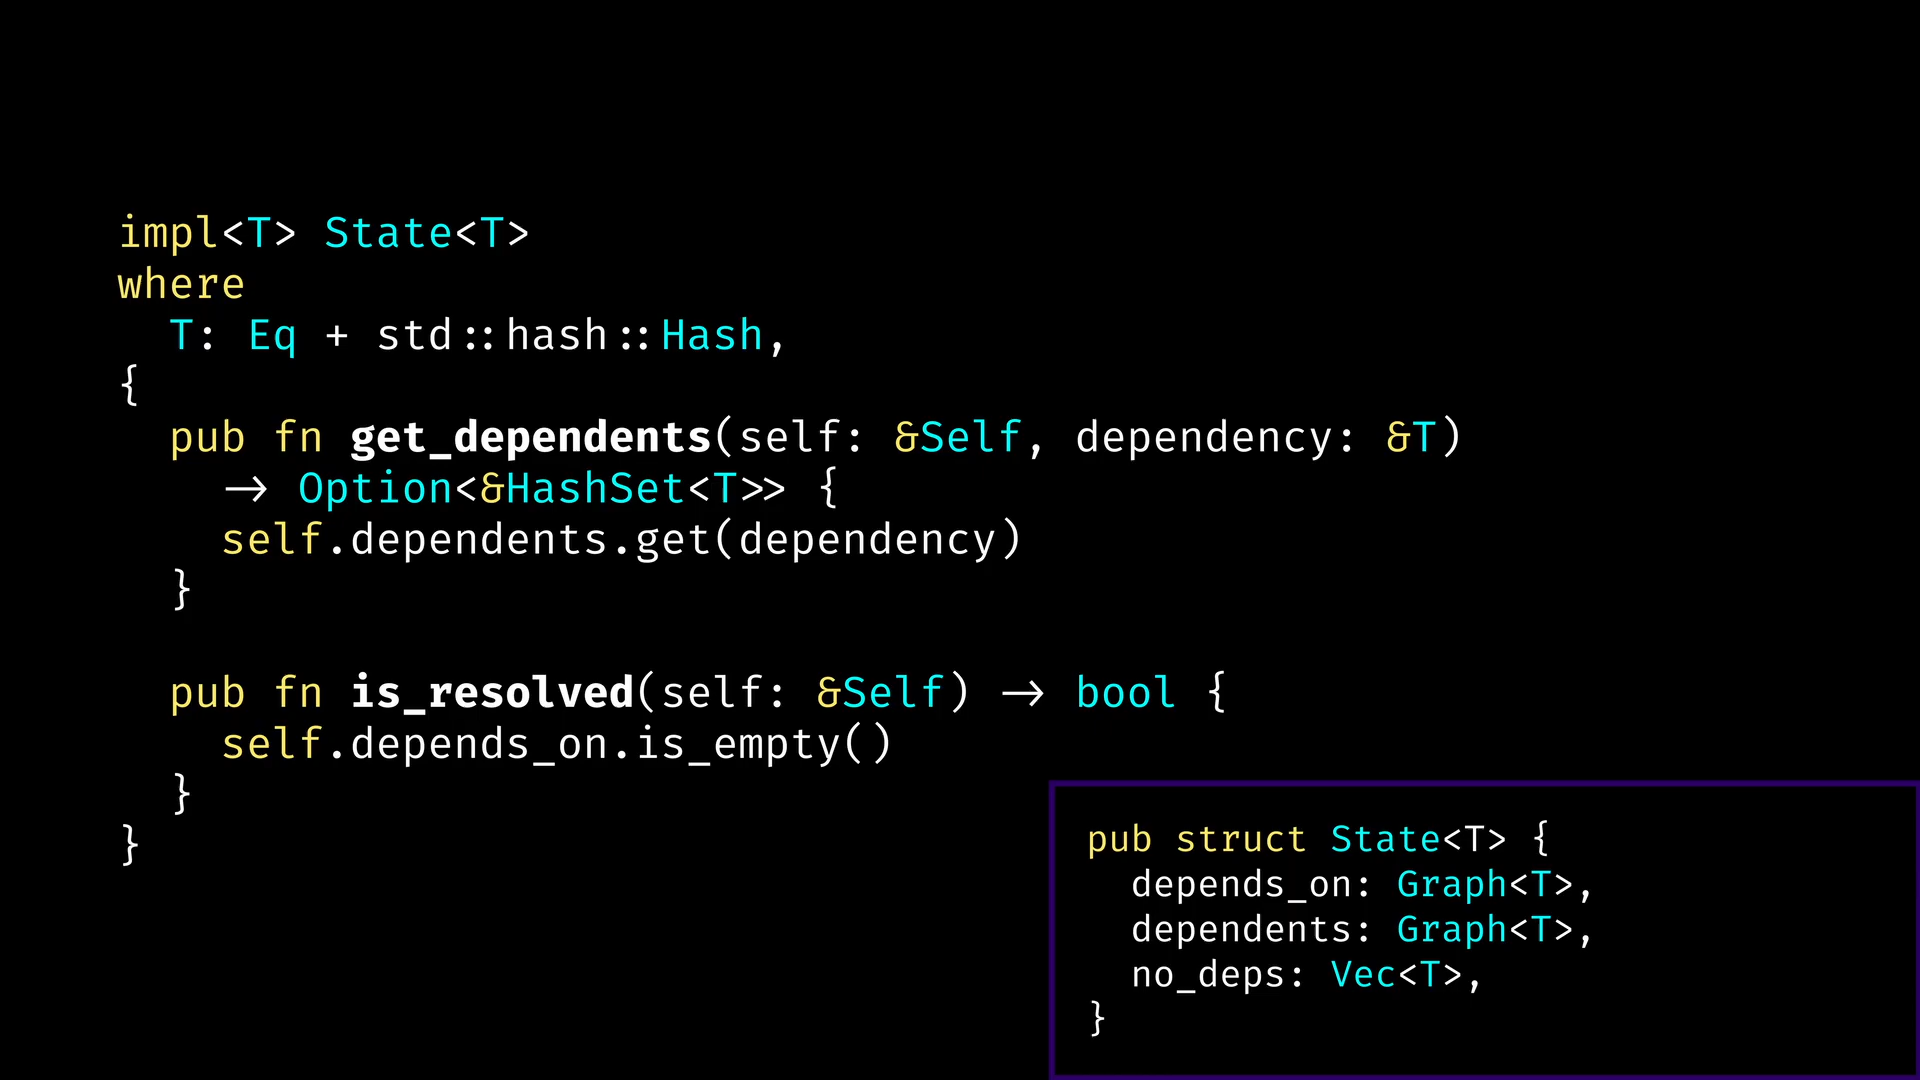 impl<T> State<T>
where
  T: Eq + std::hash::Hash,
{
  pub fn get_dependents(self: &Self, dependency: &T)
    -> Option<&HashSet<T>> {
    self.dependents.get(dependency)
  }

  pub fn is_resolved(self: &Self) -> bool {
    self.depends_on.is_empty()
  }
}
pub struct State<T> {
  depends_on: Graph<T>,
  dependents: Graph<T>,
  no_deps: Vec<T>,
}